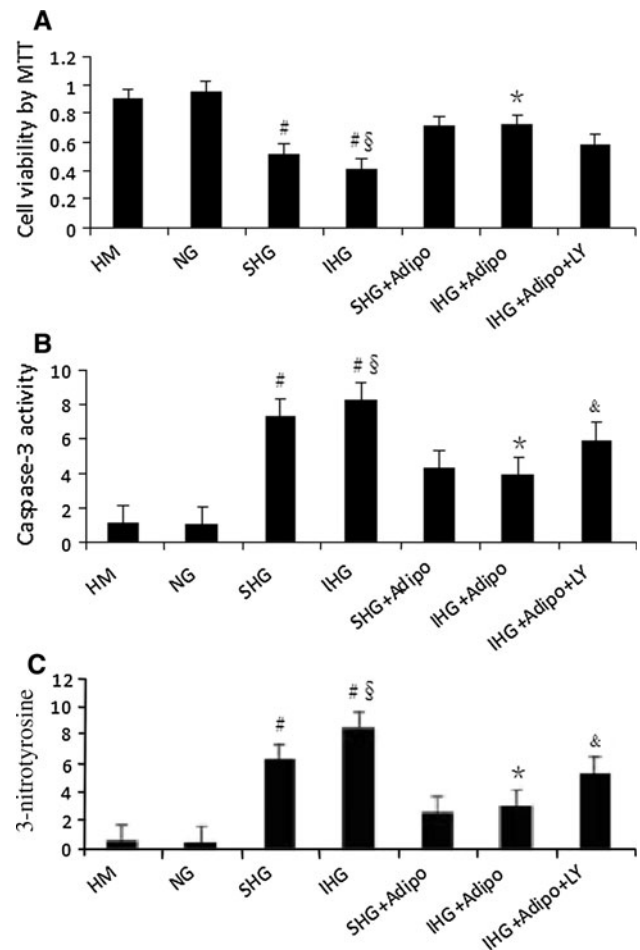 A
Cell viability by MTT
1.2
1
0.8
0.6
0.4
0.2
0
#
# §
*
HM
NG
SHG
IHG
SHG+Adipo
IHG+Adipo
IHG+Adipo+LY
B
Caspase-3 activity
10
8
6
4
2
0
#
# §
*
&
HM
NG
SHG
IHG
SHG+Adipo
IHG+Adipo
IHG+Adipo+LY
C
3-nitrotyrosine
12
10
8
6
4
2
0
#
# §
*
&
HM
NG
SHG
IHG
SHG+Adipo
IHG+Adipo
IHG+Adipo+LY